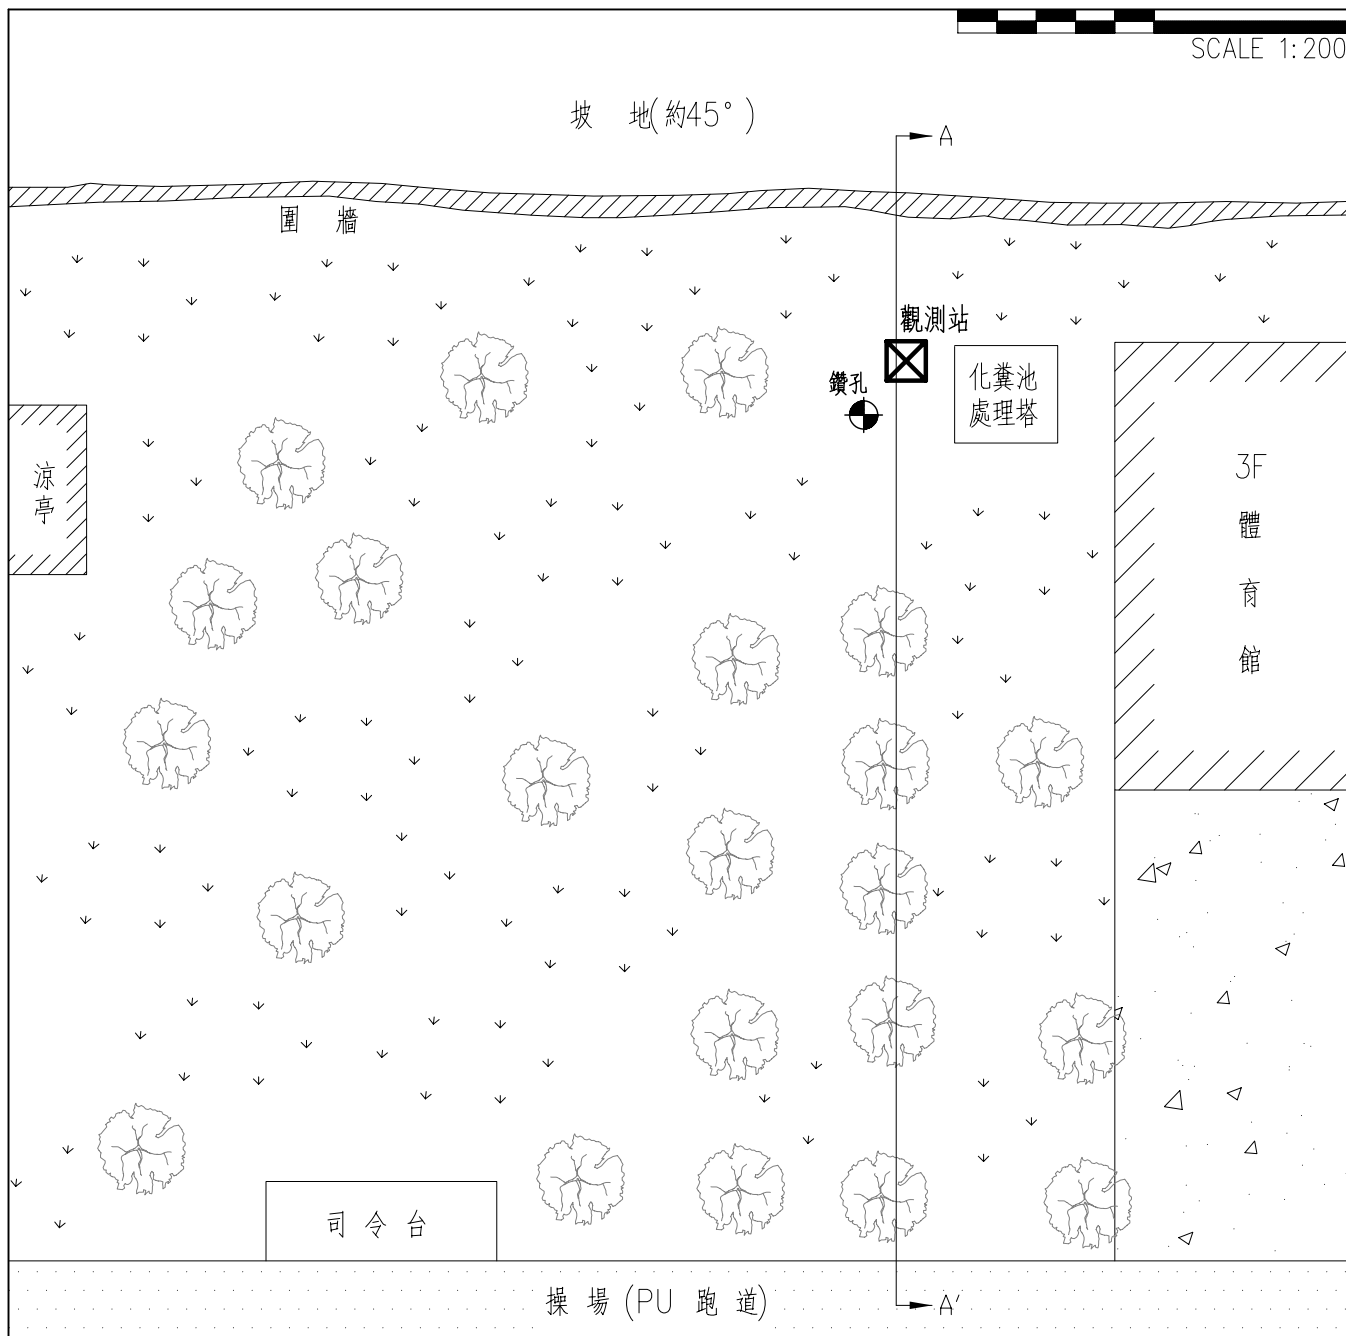 SCALE 1:200
坡 地(約45°)
A
圍 牆
觀測站
化糞池
處理塔
鑽孔
3F
體
育
館
涼
亭
司 令 台
操 場 (PU 跑 道)
A'